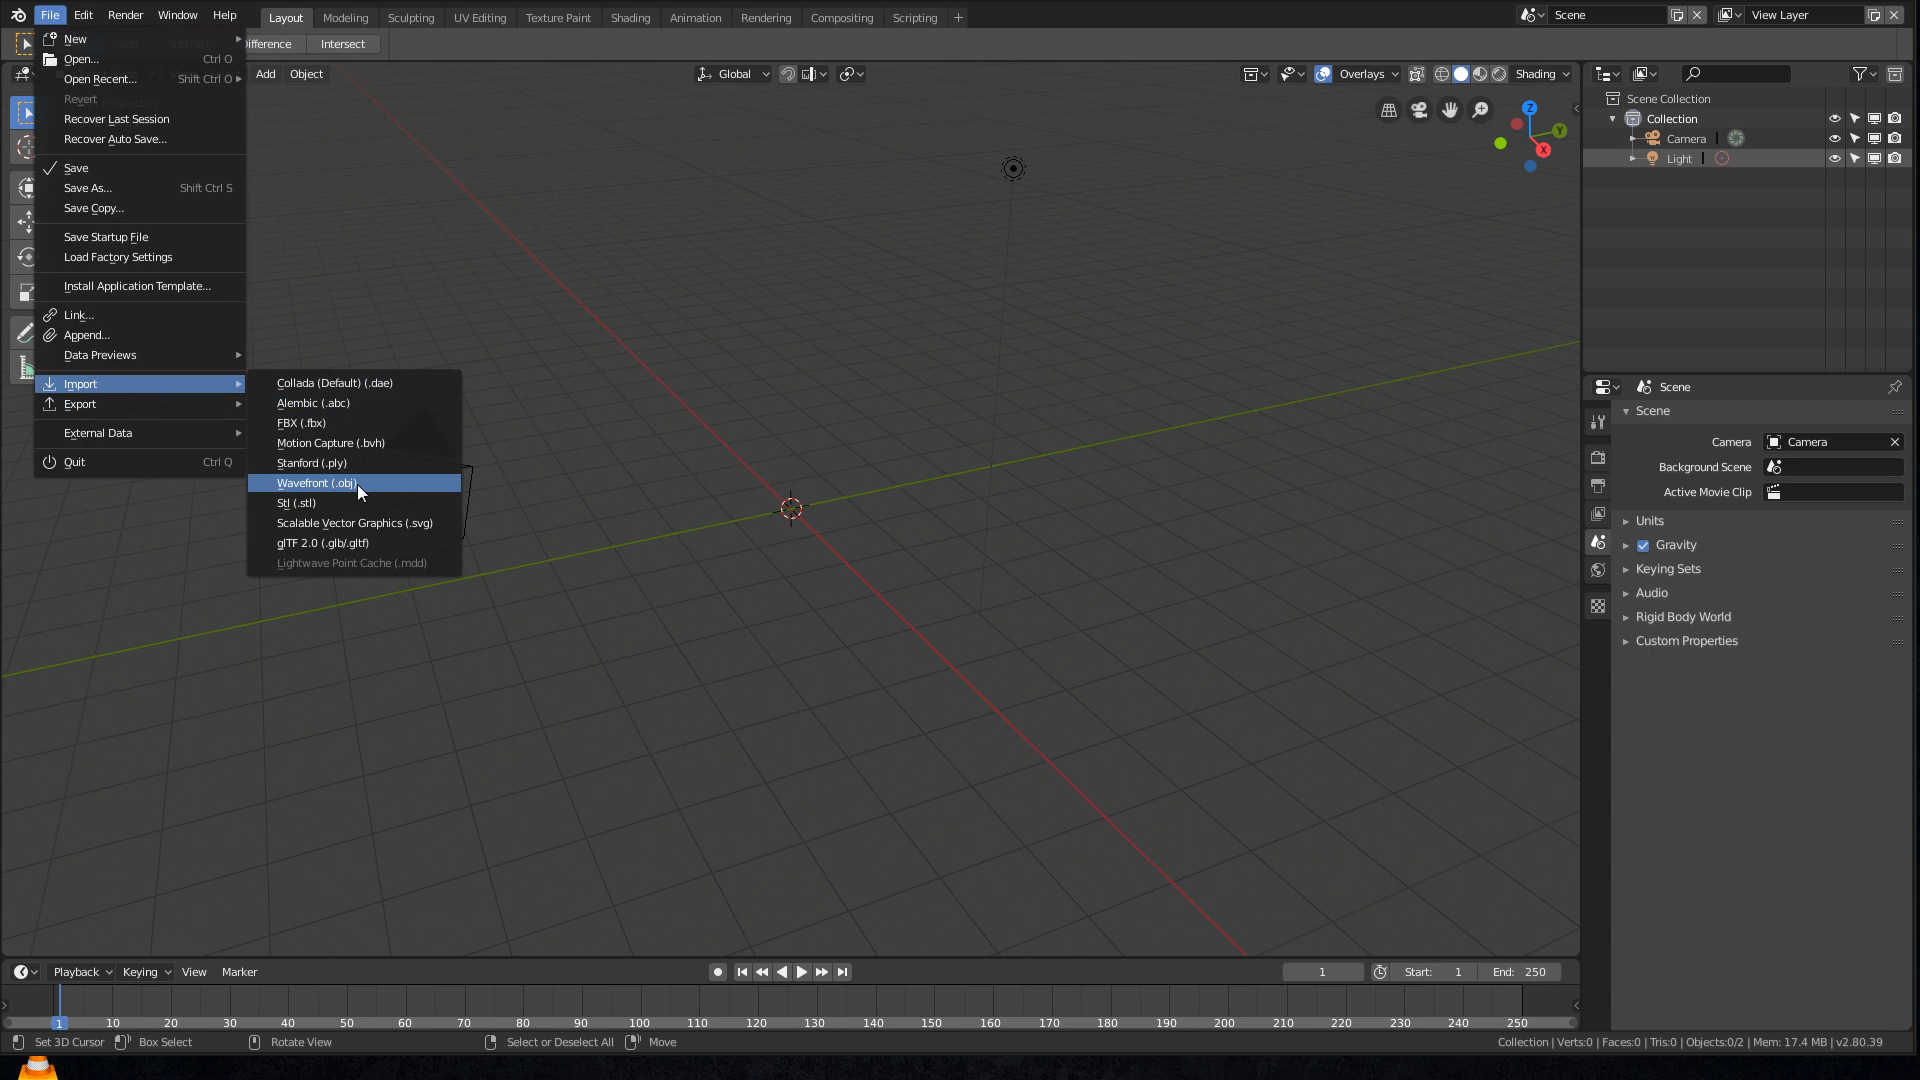 File Edit Render Window Help Layout Modeling Sculpting UV Editing Texture Paint Shading Animation Rendering Compositing Scripting + Scene View Layer
Difference Intersect
Add Object Global Overlays Shading
New
Open... Ctrl O
Open Recent... Shift Ctrl O
Revert
Recover Last Session
Recover Auto Save...
Save
Save As... Shift Ctrl S
Save Copy...
Save Startup File
Load Factory Settings
Install Application Template...
Link...
Append...
Data Previews
Import
Export
External Data
Quit Ctrl Q
Collada (Default) (.dae)
Alembic (.abc)
FBX (.fbx)
Motion Capture (.bvh)
Stanford (.ply)
Wavefront (.obj)
Stl (.stl)
Scalable Vector Graphics (.svg)
glTF 2.0 (.glb/.gltf)
Lightwave Point Cache (.mdd)
Z
Y
X
Scene Collection
Collection
Camera
Light
Scene
Scene
Camera Camera
Background Scene
Active Movie Clip
Units
Gravity
Keying Sets
Audio
Rigid Body World
Custom Properties
Playback Keying View Marker 1 Start: 1 End: 250
1 10 20 30 40 50 60 70 80 90 100 110 120 130 140 150 160 170 180 190 200 210 220 230 240 250
Set 3D Cursor Box Select Rotate View Select or Deselect All Move Collection | Verts:0 | Faces:0 | Tris:0 | Objects:0/2 | Mem: 17.4 MB | v2.80.39